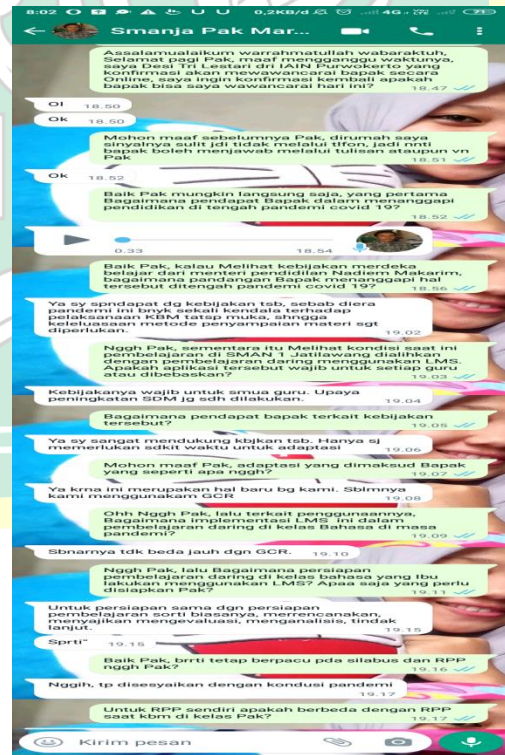 8:02
0,2KB/d
4G
71
Smanja Pak Mar...
Assalamualaikum warrahmatullah wabaraktuh,
Selamat pagi Pak, maaf mengganggu waktunya,
saya Desi Tri Lestari dri IAIN Purwokerto yang
konfirmasi akan mewawancarai bapak secara
Online, saya ingin konfirmasi kembali apakah
bapak bisa saya wawancarai hari ini?
18.47
OI 18.50
Ok 18.50
Mohon maaf sebelumnya Pak, dirumah saya
sinyalnya sulit jdi tidak melalui tlfon, jadi nnti
bapak boleh menjawab melalui tulisan ataupun vn
Pak 18.51
Ok 18.52
Baik Pak mungkin langsung saja, yang pertama
Bagaimana pendapat Bapak dalam menanggapi
pendidikan di tengah pandemi covid 19?
18.52
0.33 18.54
Baik Pak, kalau Melihat kebijakan merdeka
belajar dari menteri pendidilan Nadiem Makarim,
bagaimana pandangan Bapak menanggapi hal
tersebut ditengah pandemi covid 19? 18.56
Ya sy spndapat dg kebijakan tsb, sebab diera
pandemi ini bnyk sekali kendala terhadap
pelaksanaan KBM tatsp muka, shngga
keleluasaan metode penyampaian materi sgt
diperlukan. 19.02
Nggh Pak, sementara itu Melihat kondisi saat ini
pembelajaran di SMAN 1 Jatilawang dialihkan
dengan pembelajaran daring menggunakan LMS.
Apakah aplikasi tersebut wajib untuk setiap guru
atau dibebaskan? 19.03
Kebijakanya wajib untuk smua guru. Upaya
peningkatan SDM jg sdh dilakukan. 19.04
Bagaimana pendapat bapak terkait kebijakan
tersebut? 19.05
Ya sy sangat mendukung kbjkan tsb. Hanya sj
memerlukan sdkit waktu untuk adaptasi 19.06
Mohon maaf Pak, adaptasi yang dimaksud Bapak
yang seperti apa nggh? 19.07
Ya krna ini merupakan hal baru bg kami. Sblmnya
kami menggunakam GCR 19.08
Ohh Nggh Pak, lalu terkait penggunaannya,
Bagaimana implementasi LMS ini dalam
pembelajaran daring di kelas Bahasa di masa
pandemi? 19.09
Sbnarnya tdk beda jauh dgn GCR. 19.10
Nggh Pak, lalu Bagaimana persiapan
pembelajaran daring di kelas bahasa yang Ibu
lakukan menggunakan LMS? Apaa saja yang perlu
disiapkan Pak? 19.11
Untuk persiapan sama dgn persiapan
pembelajaran sorti biasanya, merrencanakan,
menyajikan mengevaluasi, menganalisis, tindak
lanjut. 19.15
Sprti" 19.15
Baik Pak, brrti tetap berpacu pda silabus dan RPP
nggh Pak? 19.16
Nggih, tp disesyaikan dengan kondusi pandemi
19.17
Untuk RPP sendiri apakah berbeda dengan RPP
saat kbm di kelas Pak? 19.17
Kirim pesan